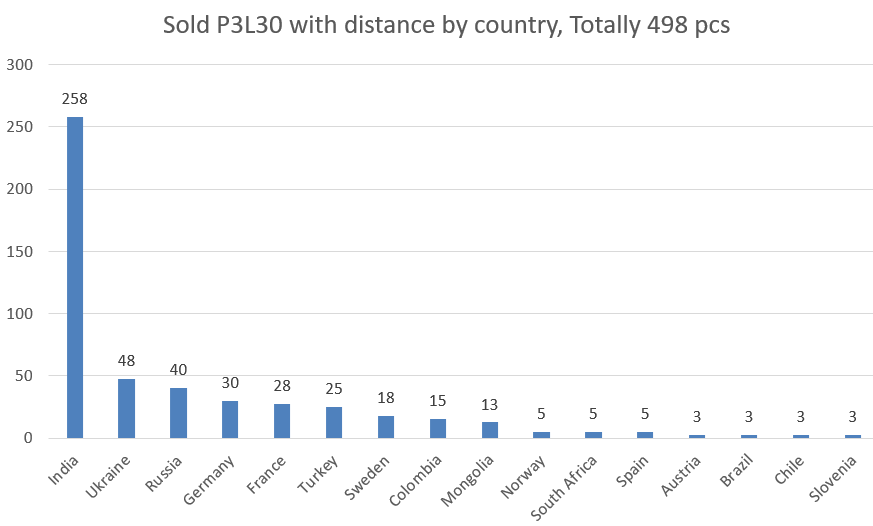 Sold P3L30 with distance by country, Totally 498 pcs
300
250
200
150
100
50
0
258
48
40
30
28
25
18
15
13
5
5
5
3
3
3
3
India
Ukraine
Russia
Germany
France
Turkey
Sweden
Colombia
Mongolia
Norway
South Africa
Spain
Austria
Brazil
Chile
Slovenia